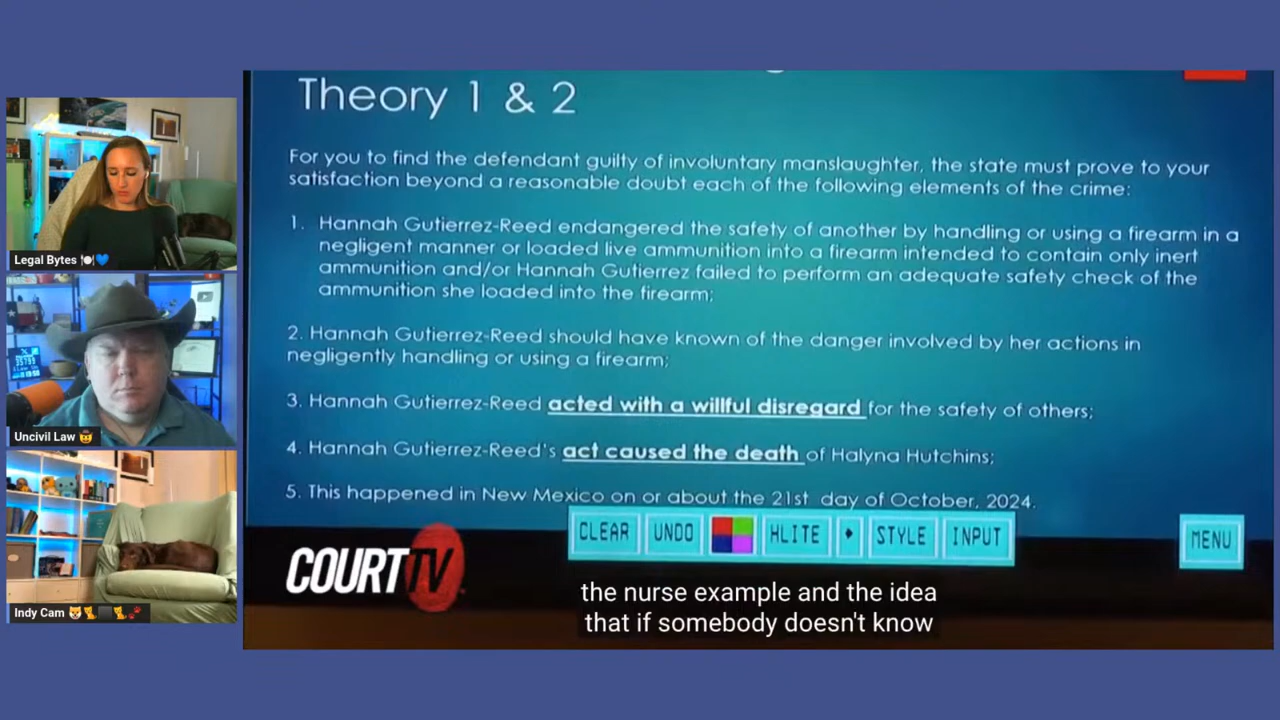 Theory 1 & 2
For you to find the defendant guilty of involuntary manslaughter, the state must prove to your
satisfaction beyond a reasonable doubt each of the following elements of the crime:
1. Hannah Gutierrez-Reed endangered the safety of another by handling or using a firearm in a
negligent manner or loaded live ammunition into a firearm intended to contain only inert
ammunition and/or Hannah Gutierrez failed to perform an adequate safety check of the
ammunition she loaded into the firearm;
2. Hannah Gutierrez-Reed should have known of the danger involved by her actions in
negligently handling or using a firearm;
3. Hannah Gutierrez-Reed acted with a willful disregard for the safety of others;
4. Hannah Gutierrez-Reed's act caused the death of Halyna Hutchins;
5. This happened in New Mexico on or about the 21st day of October, 2024.
CLEAR UNDO HLITE STYLE INPUT MENU
COURT TV
the nurse example and the idea
that if somebody doesn't know
Legal Bytes 🍽️💙
Uncivil Law 🤠
Indy Cam